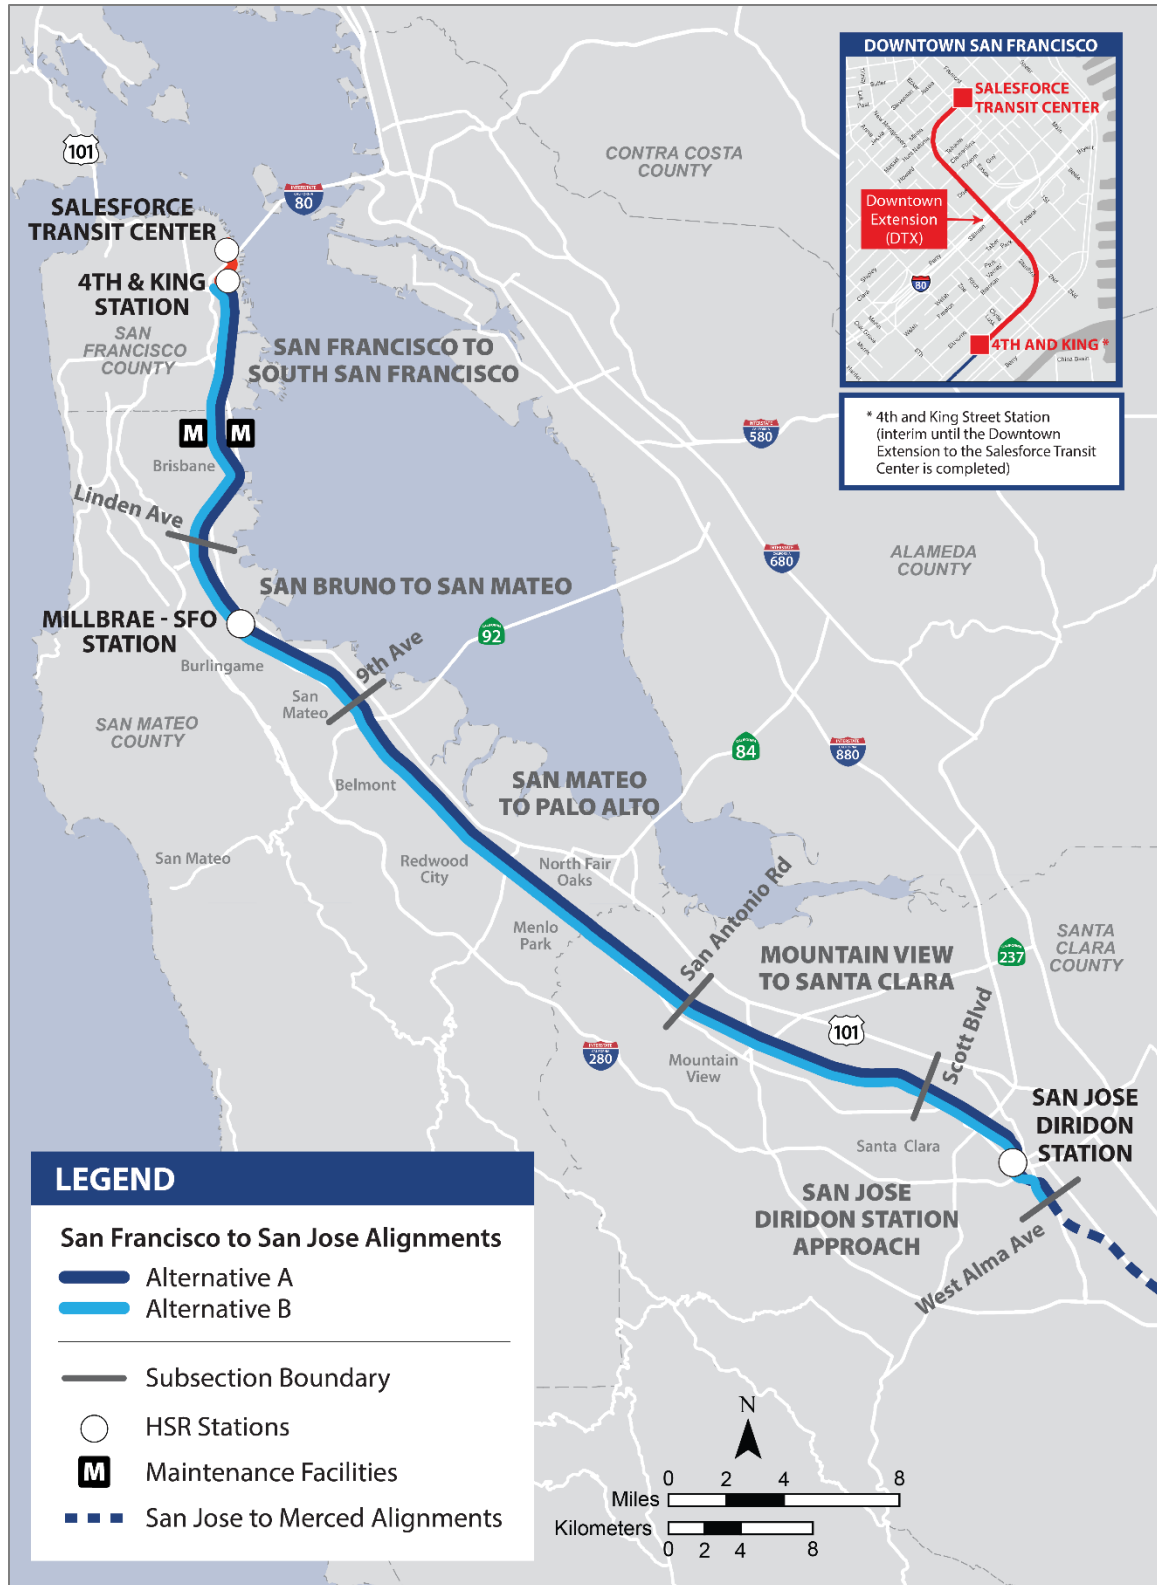 101
SALESFORCE
TRANSIT CENTER
INTERSTATE
CALIFORNIA
80
4TH & KING
STATION
SAN
FRANCISCO
COUNTY
CONTRA COSTA
COUNTY
SAN FRANCISCO TO
SOUTH SAN FRANCISCO
M
M
Brisbane
Linden Ave
SAN BRUNO TO SAN MATEO
MILLBRAE - SFO
STATION
Burlingame
9th Ave
San
Mateo
SAN MATEO
COUNTY
92
580
680
ALAMEDA
COUNTY
Belmont
84
880
SAN MATEO
TO PALO ALTO
San Mateo
Redwood
City
North Fair
Oaks
Menlo
Park
San Antonio Rd
MOUNTAIN VIEW
TO SANTA CLARA
SANTA
CLARA
COUNTY
237
280
Mountain
View
101
Scott Blvd
SAN JOSE
DIRIDON
STATION
Santa Clara
SAN JOSE
DIRIDON STATION
APPROACH
West Alma Ave
DOWNTOWN SAN FRANCISCO
SALESFORCE
TRANSIT CENTER
Downtown
Extension
(DTX)
80
4TH AND KING *
* 4th and King Street Station
(interim until the Downtown
Extension to the Salesforce Transit
Center is completed)
LEGEND
San Francisco to San Jose Alignments
Alternative A
Alternative B
Subsection Boundary
HSR Stations
M Maintenance Facilities
San Jose to Merced Alignments
N
0 2 4 8
Miles
Kilometers
0 2 4 8